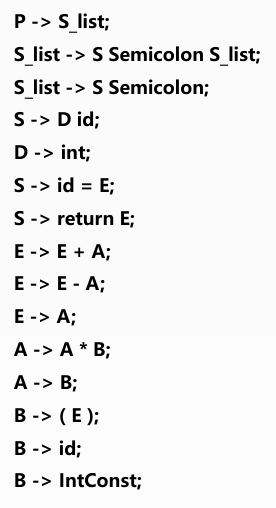 P -> S_list;
S_list -> S Semicolon S_list;
S_list -> S Semicolon;
S -> D id;
D -> int;
S -> id = E;
S -> return E;
E -> E + A;
E -> E - A;
E -> A;
A -> A * B;
A -> B;
B -> ( E );
B -> id;
B -> IntConst;